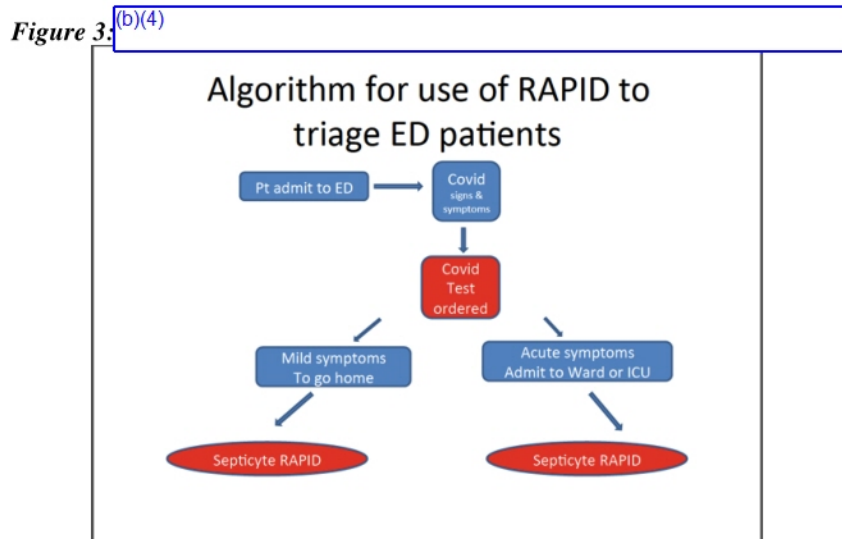 Figure 3: (b)(4)
Algorithm for use of RAPID to
triage ED patients
Pt admit to ED
Covid
signs &
symptoms
Covid
Test
ordered
Mild symptoms
To go home
Acute symptoms
Admit to Ward or ICU
Septicyte RAPID
Septicyte RAPID